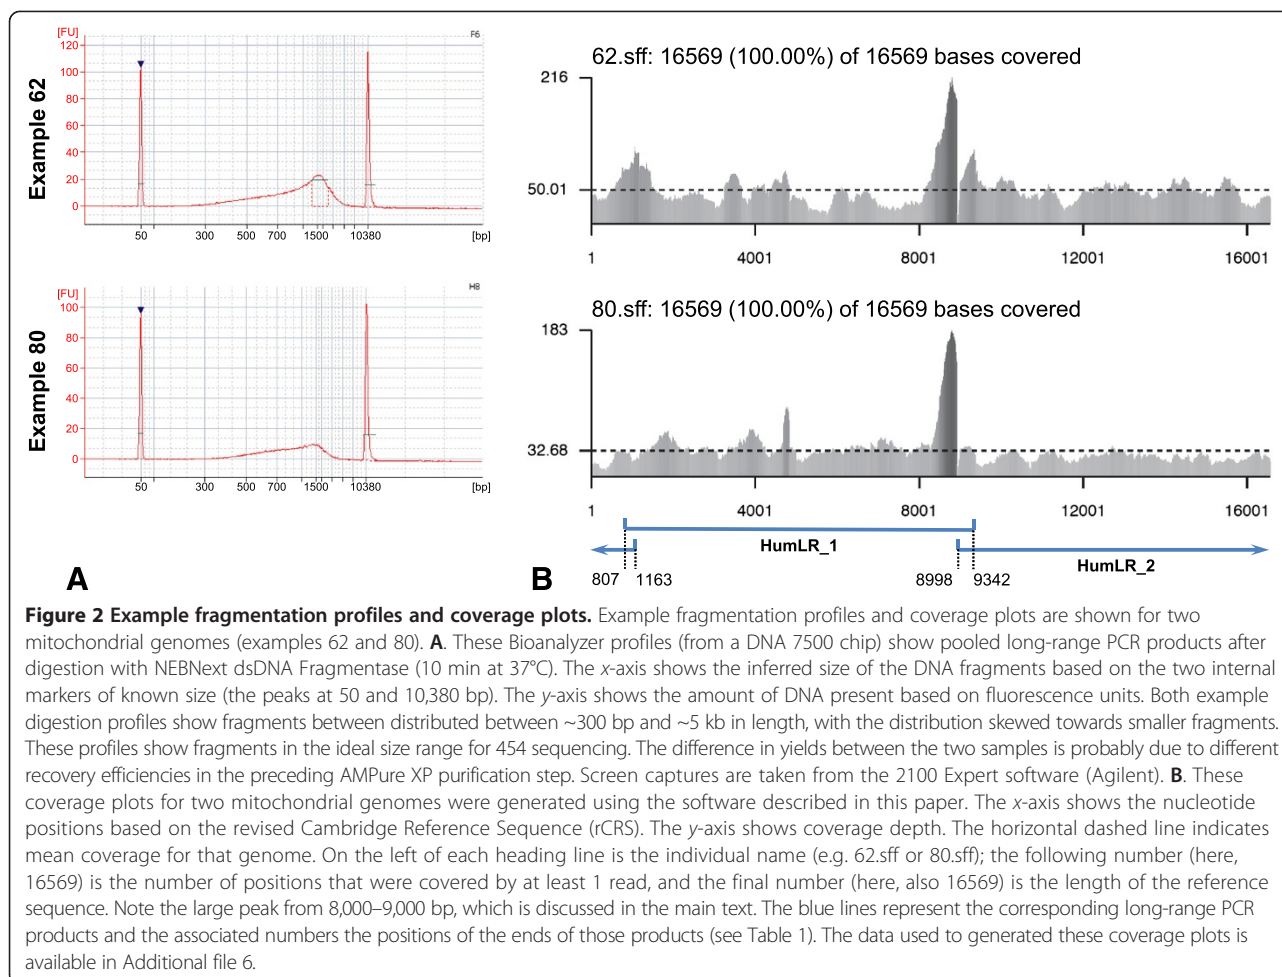 Example 62
[FU]
F6
120
100
80
60
40
20
0
50
300
500
700
1500
10380
[bp]
Example 80
[FU]
H8
100
80
60
40
20
0
50
300
500
700
1500
10380
[bp]
A
62.sff: 16569 (100.00%) of 16569 bases covered
216
50.01
1
4001
8001
12001
16001
80.sff: 16569 (100.00%) of 16569 bases covered
183
32.68
1
4001
8001
12001
16001
HumLR_1
HumLR_2
807
1163
8998
9342
B
Figure 2 Example fragmentation profiles and coverage plots. Example fragmentation profiles and coverage plots are shown for two
mitochondrial genomes (examples 62 and 80). A. These Bioanalyzer profiles (from a DNA 7500 chip) show pooled long-range PCR products after
digestion with NEBNext dsDNA Fragmentase (10 min at 37°C). The x-axis shows the inferred size of the DNA fragments based on the two internal
markers of known size (the peaks at 50 and 10,380 bp). The y-axis shows the amount of DNA present based on fluorescence units. Both example
digestion profiles show fragments between distributed between ~300 bp and ~5 kb in length, with the distribution skewed towards smaller fragments.
These profiles show fragments in the ideal size range for 454 sequencing. The difference in yields between the two samples is probably due to different
recovery efficiencies in the preceding AMPure XP purification step. Screen captures are taken from the 2100 Expert software (Agilent). B. These
coverage plots for two mitochondrial genomes were generated using the software described in this paper. The x-axis shows the nucleotide
positions based on the revised Cambridge Reference Sequence (rCRS). The y-axis shows coverage depth. The horizontal dashed line indicates
mean coverage for that genome. On the left of each heading line is the individual name (e.g. 62.sff or 80.sff); the following number (here,
16569) is the number of positions that were covered by at least 1 read, and the final number (here, also 16569) is the length of the reference
sequence. Note the large peak from 8,000–9,000 bp, which is discussed in the main text. The blue lines represent the corresponding long-range PCR
products and the associated numbers the positions of the ends of those products (see Table 1). The data used to generated these coverage plots is
available in Additional file 6.